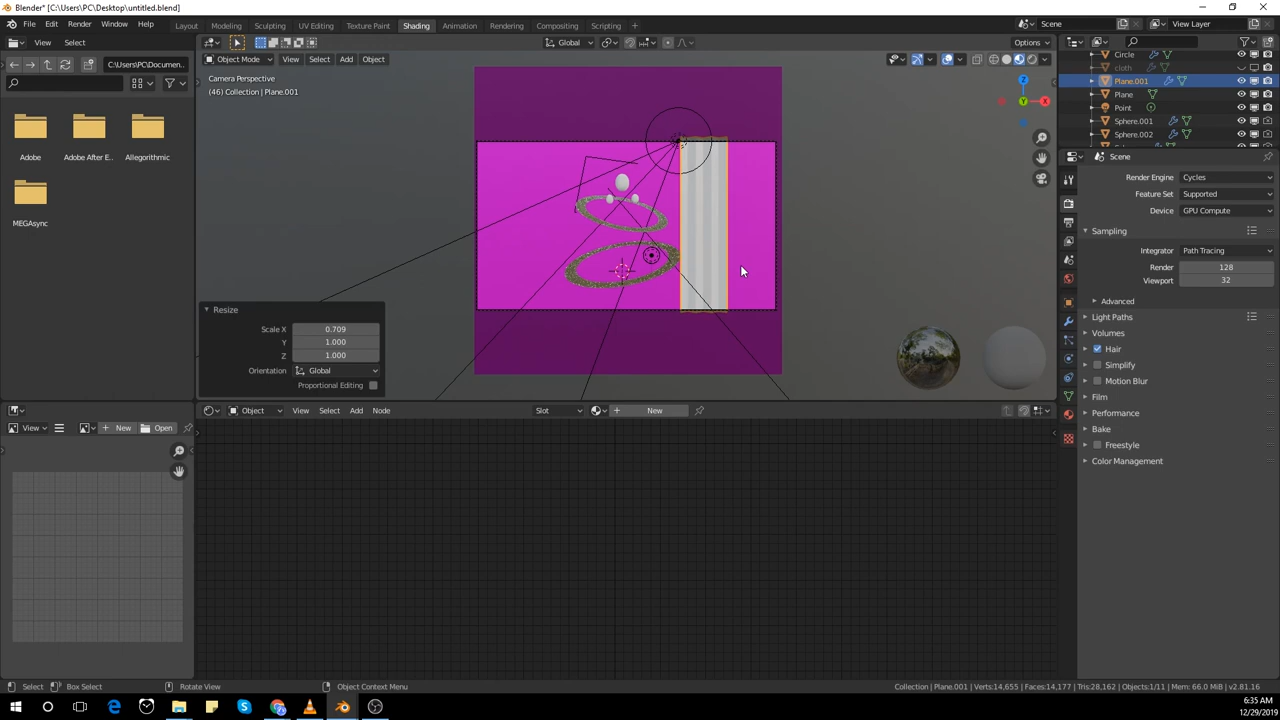 Blender* [C:\Users\PC\Desktop\untitled.blend]
File Edit Render Window Help Layout Modeling Sculpting UV Editing Texture Paint Shading Animation Rendering Compositing Scripting + Scene View Layer
View Select Object Mode View Select Add Object Global Options
C:\Users\PC\Documen..
Adobe Adobe After E.. Allegorithmic
MEGAsync
Camera Perspective
(46) Collection | Plane.001
Circle
cloth
Plane.001
Plane
Point
Sphere.001
Sphere.002
Scene
Render Engine Cycles
Feature Set Supported
Device GPU Compute
Sampling
Integrator Path Tracing
Render 128
Viewport 32
Advanced
Light Paths
Volumes
Hair
Simplify
Motion Blur
Film
Performance
Bake
Freestyle
Color Management
Resize
Scale X 0.709
Y 1.000
Z 1.000
Orientation Global
Proportional Editing
Object View Select Add Node Slot New
View New Open
Select Box Select Rotate View Object Context Menu
Collection | Plane.001 | Verts:14,655 | Faces:14,177 | Tris:28,162 | Objects:1/11 | Mem: 66.0 MiB | v2.81.16
6:35 AM
12/29/2019